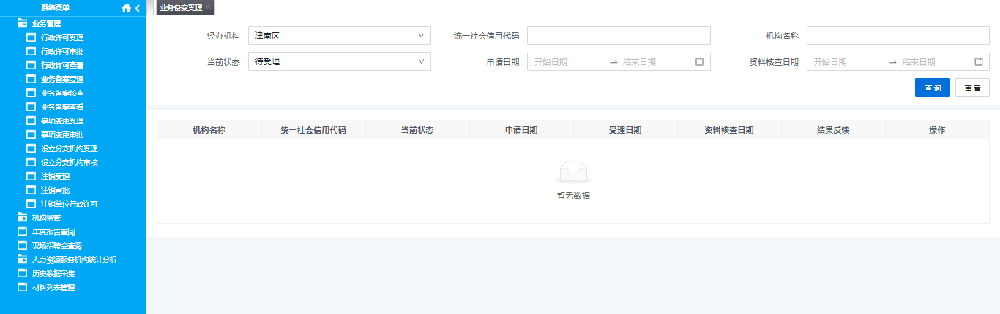 系统菜单
业务管理
行政许可受理
行政许可审批
行政许可查看
业务备案受理
业务备案核查
业务备案查看
事项变更受理
事项变更审批
设立分支机构受理
设立分支机构审核
注销受理
注销审批
注销单位行政许可
机构监管
年度报告查阅
现场招聘会查阅
人力资源服务机构统计分析
历史数据采集
材料列表管理
业务备案受理
经办机构 津南区 统一社会信用代码 机构名称
当前状态 待受理 申请日期 开始日期 结束日期 资料核查日期 开始日期 结束日期
查询 重置
机构名称 统一社会信用代码 当前状态 申请日期 受理日期 资料核查日期 结果反馈 操作
暂无数据